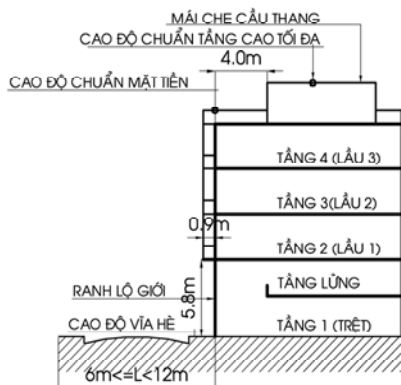 MÁI CHE CẦU THANG
CAO ĐỘ CHUẨN TẦNG CAO TỐI ĐA
4.0m
CAO ĐỘ CHUẨN MẶT TIỀN
TẦNG 4 (LẦU 3)
TẦNG 3(LẦU 2)
0.9m
TẦNG 2 (LẦU 1)
5.8m
TẦNG LỬNG
RANH LỘ GIỚI
CAO ĐỘ VĨA HÈ
TẦNG 1 (TRỆT)
6m<=L<12m